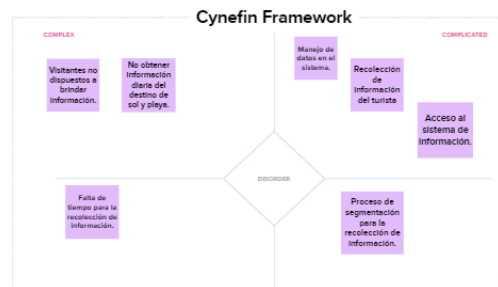 Cynefin Framework
COMPLEX
COMPLICATED
Visitantes no
dispuestos a
brindar
información.
No obtener
información
diaria del
destino de
sol y playa.
Manejo de
datos en el
sistema.
Recolección
de
información
del turista
Acceso al
sistema de
información.
DISORDER
Falta de
tiempo para la
recolección de
información.
Proceso de
segmentación
para la
recolección de
información.